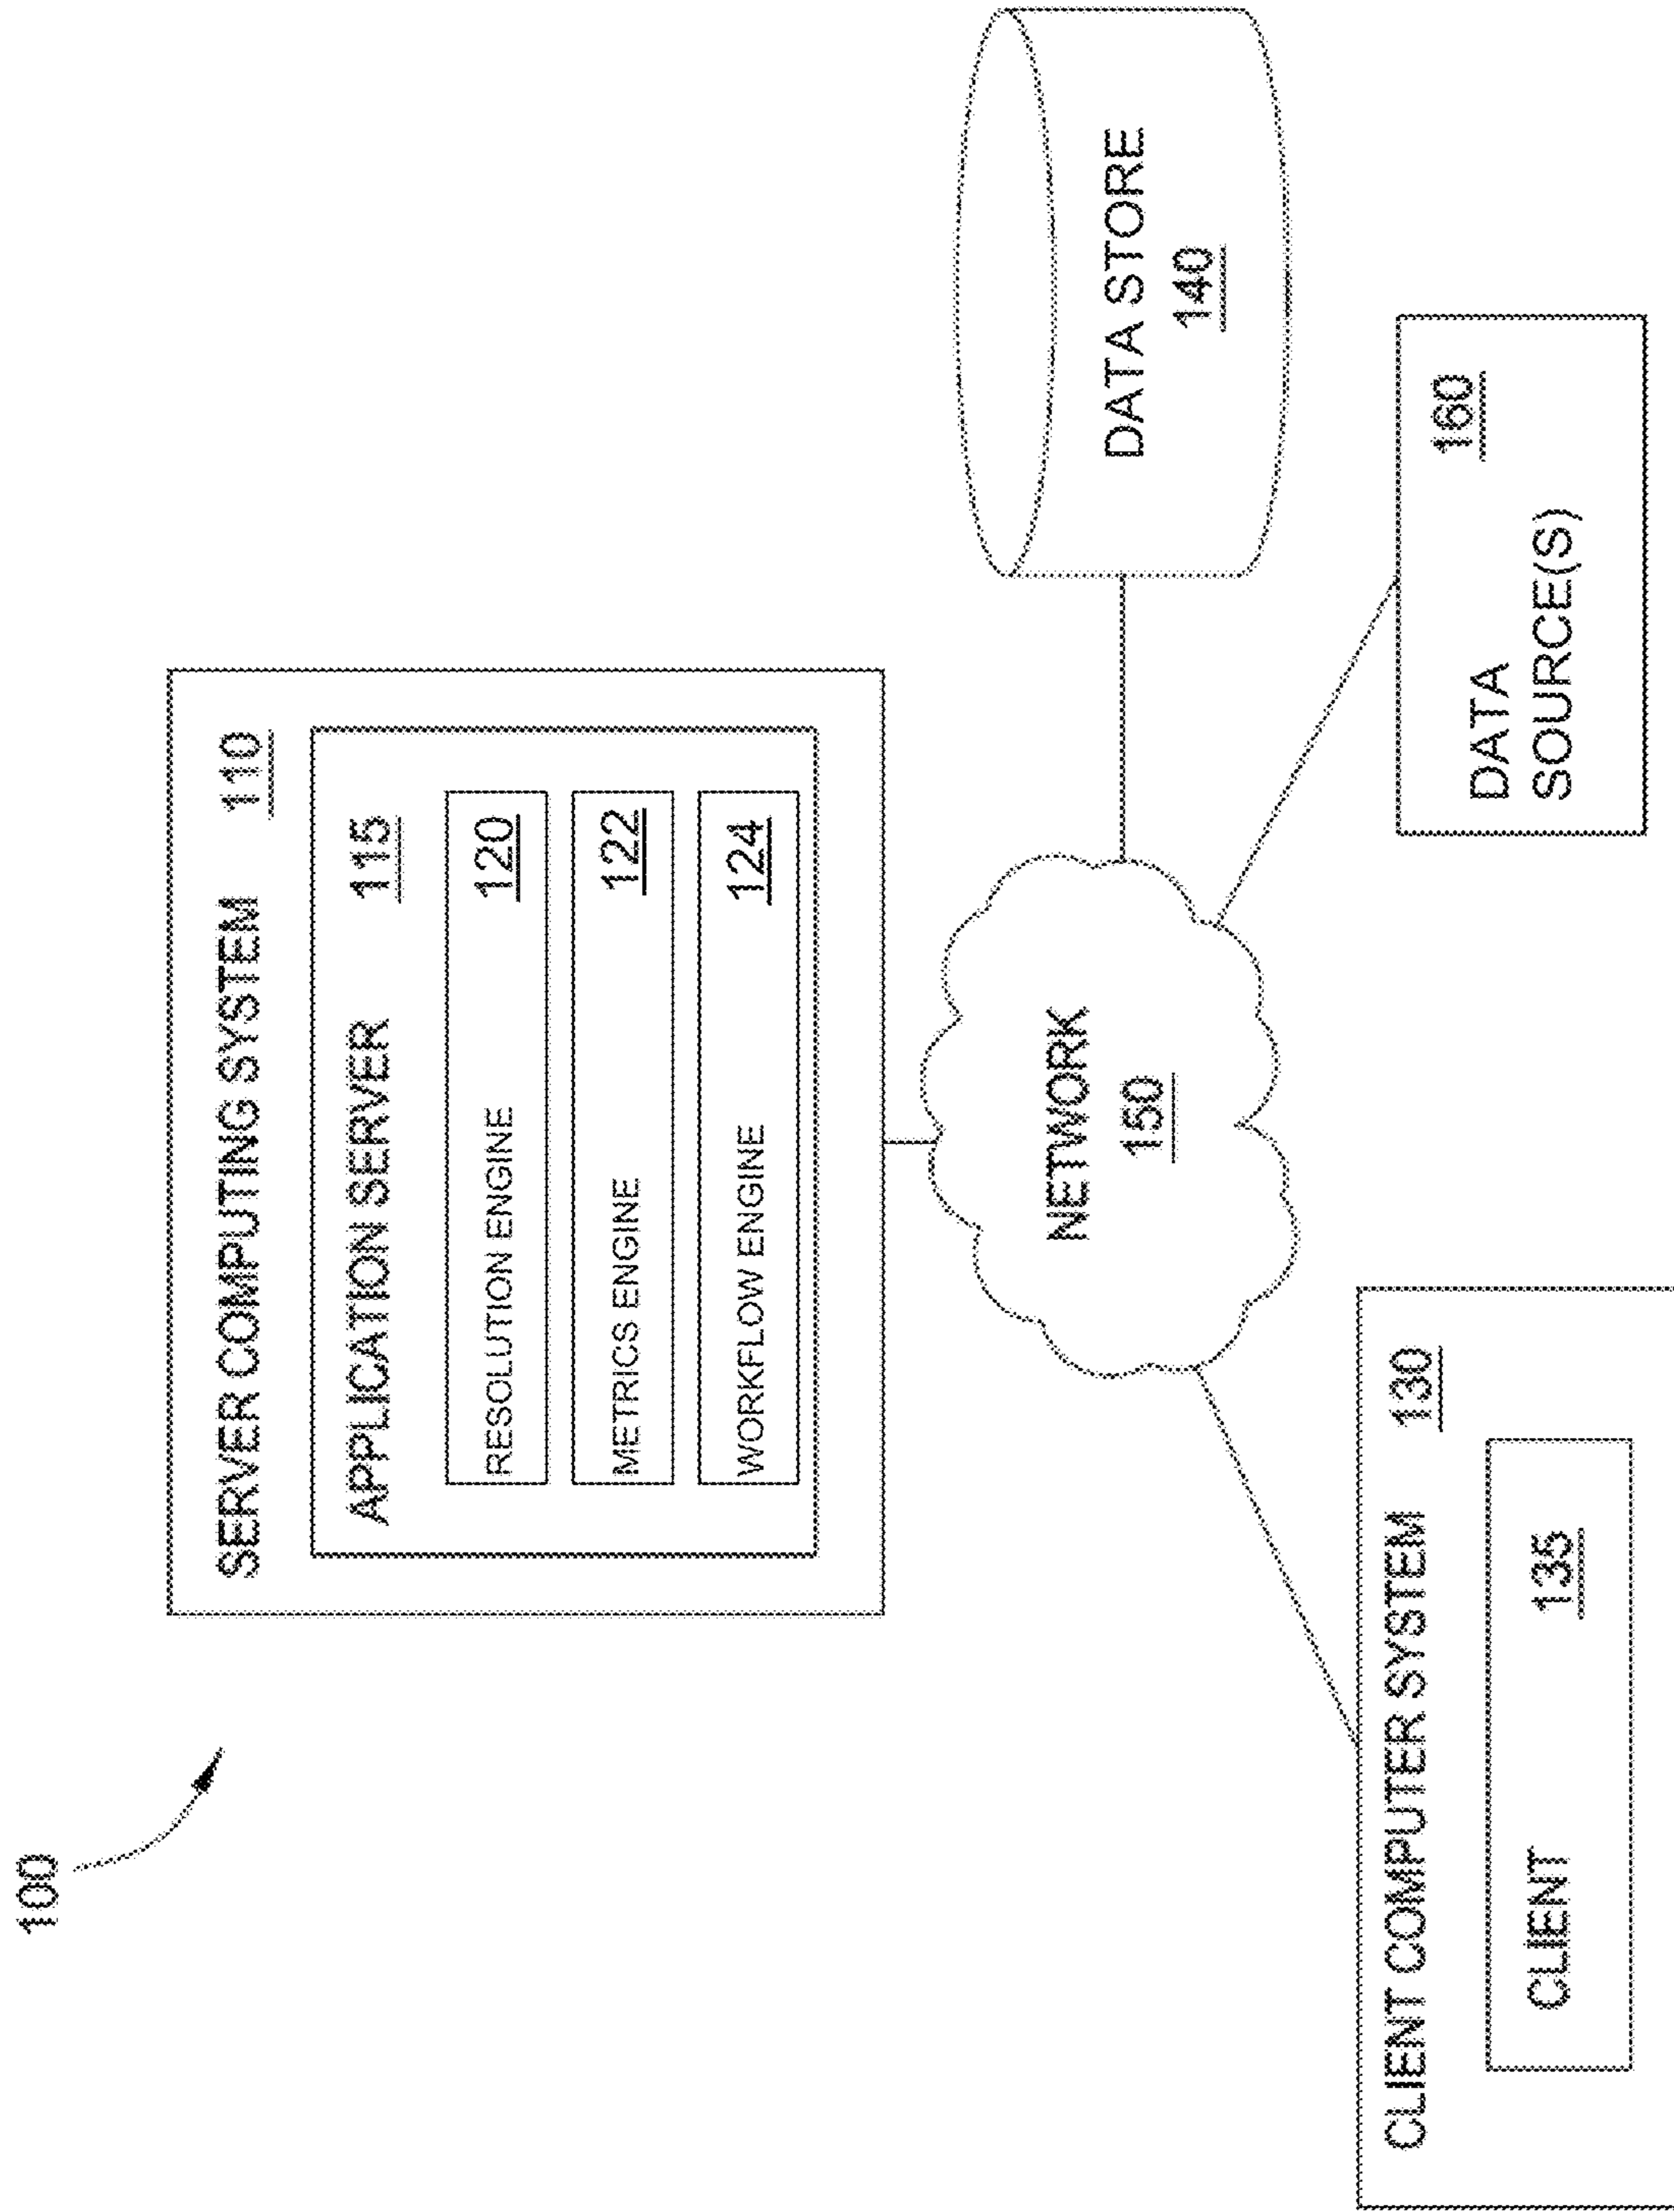 100
SERVER COMPUTING SYSTEM 110
APPLICATION SERVER 115
RESOLUTION ENGINE 120
METRICS ENGINE 122
WORKFLOW ENGINE 124
NETWORK
150
DATA STORE
140
CLIENT COMPUTER SYSTEM 130
CLIENT 135
160
DATA
SOURCE(S)